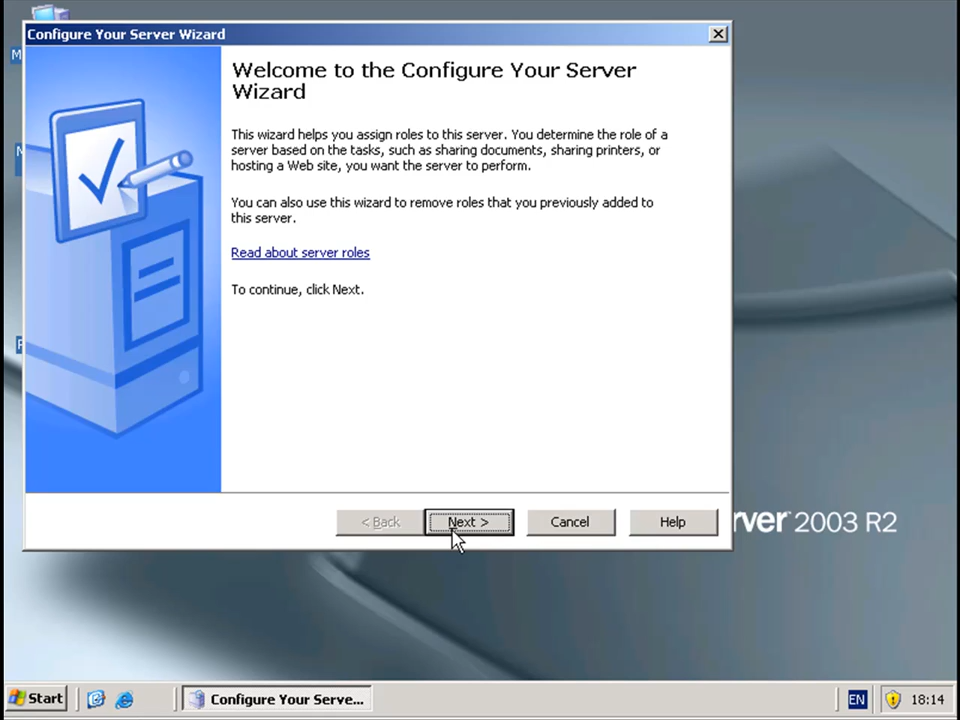 Configure Your Server Wizard
Welcome to the Configure Your Server
Wizard
This wizard helps you assign roles to this server. You determine the role of a
server based on the tasks, such as sharing documents, sharing printers, or
hosting a Web site, you want the server to perform.
You can also use this wizard to remove roles that you previously added to
this server.
Read about server roles
To continue, click Next.
< Back
Next >
Cancel
Help
rver 2003 R2
Start
Configure Your Serve...
EN
18:14